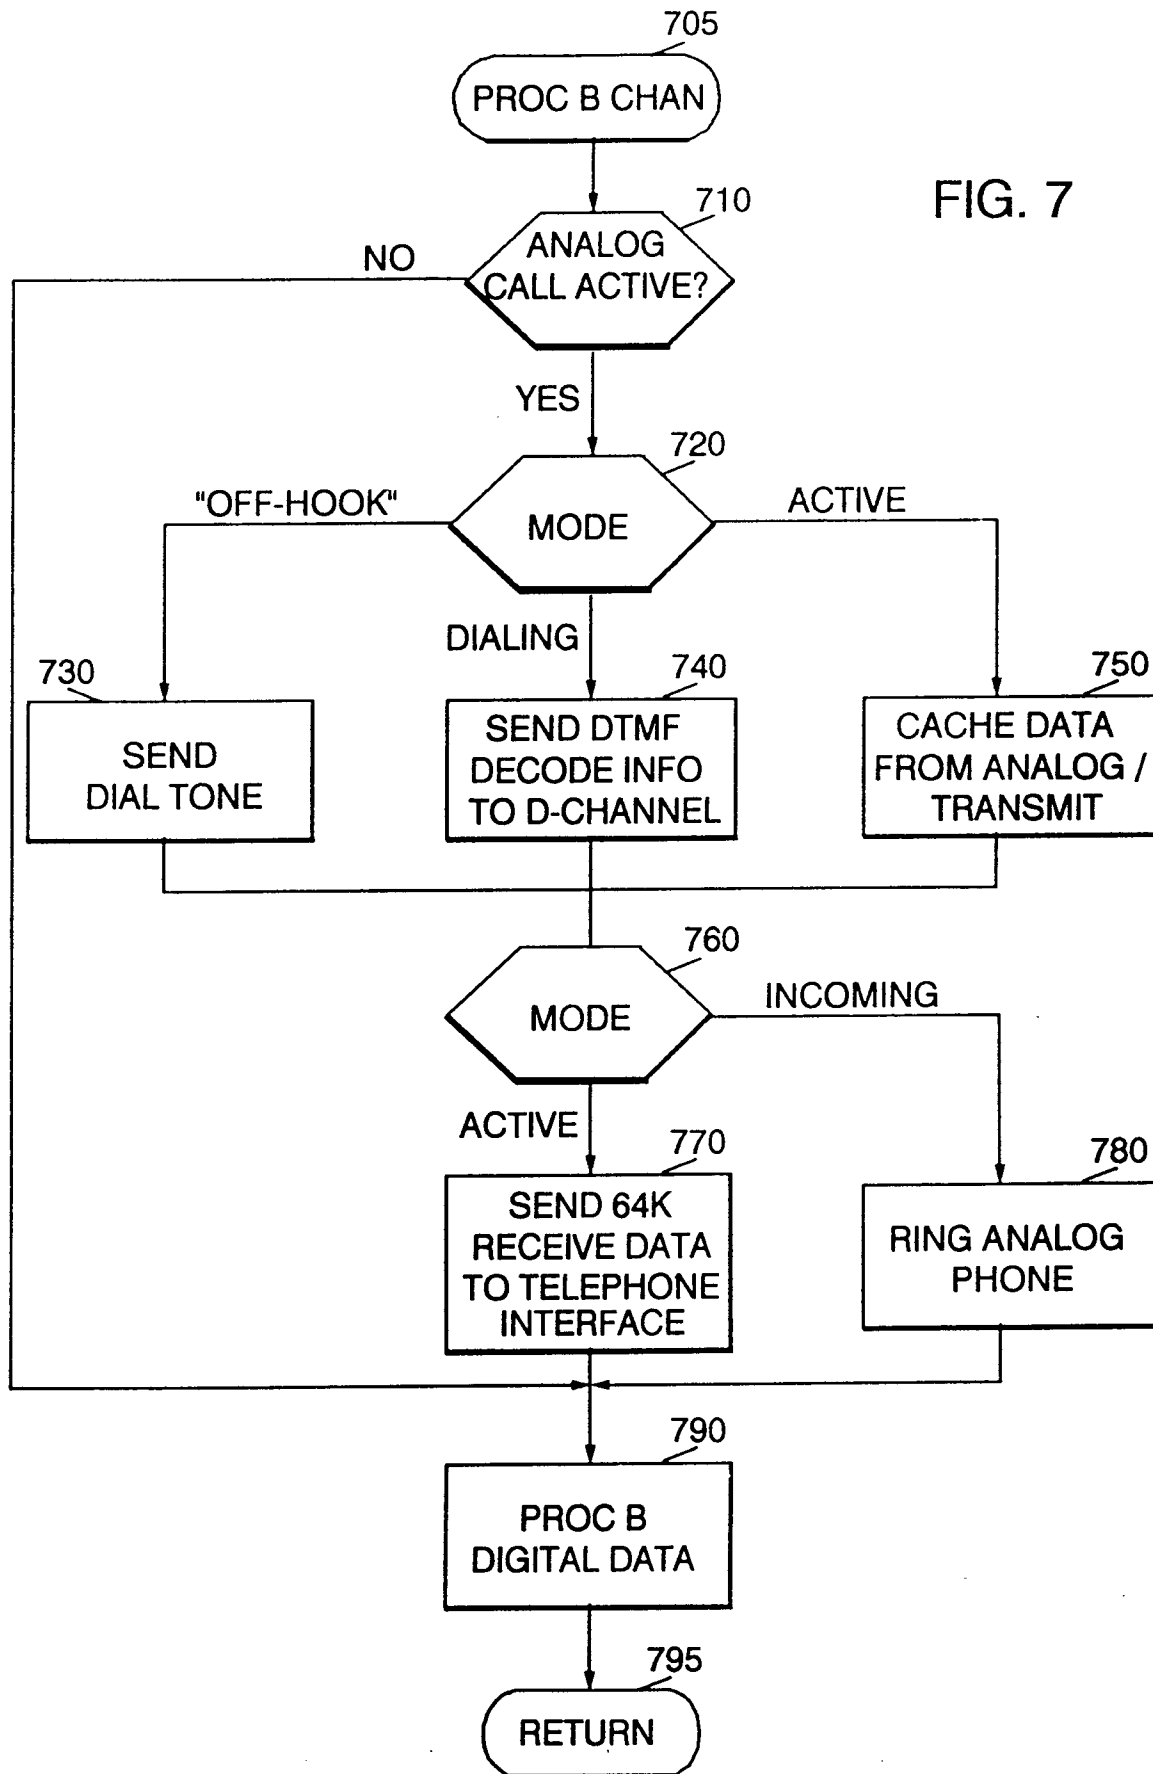 705
PROC B CHAN
FIG. 7
710
ANALOG
CALL ACTIVE?
NO
YES
720
"OFF-HOOK"
MODE
ACTIVE
DIALING
730
SEND
DIAL TONE
740
SEND DTMF
DECODE INFO
TO D-CHANNEL
750
CACHE DATA
FROM ANALOG /
TRANSMIT
760
MODE
INCOMING
ACTIVE
770
SEND 64K
RECEIVE DATA
TO TELEPHONE
INTERFACE
780
RING ANALOG
PHONE
790
PROC B
DIGITAL DATA
795
RETURN